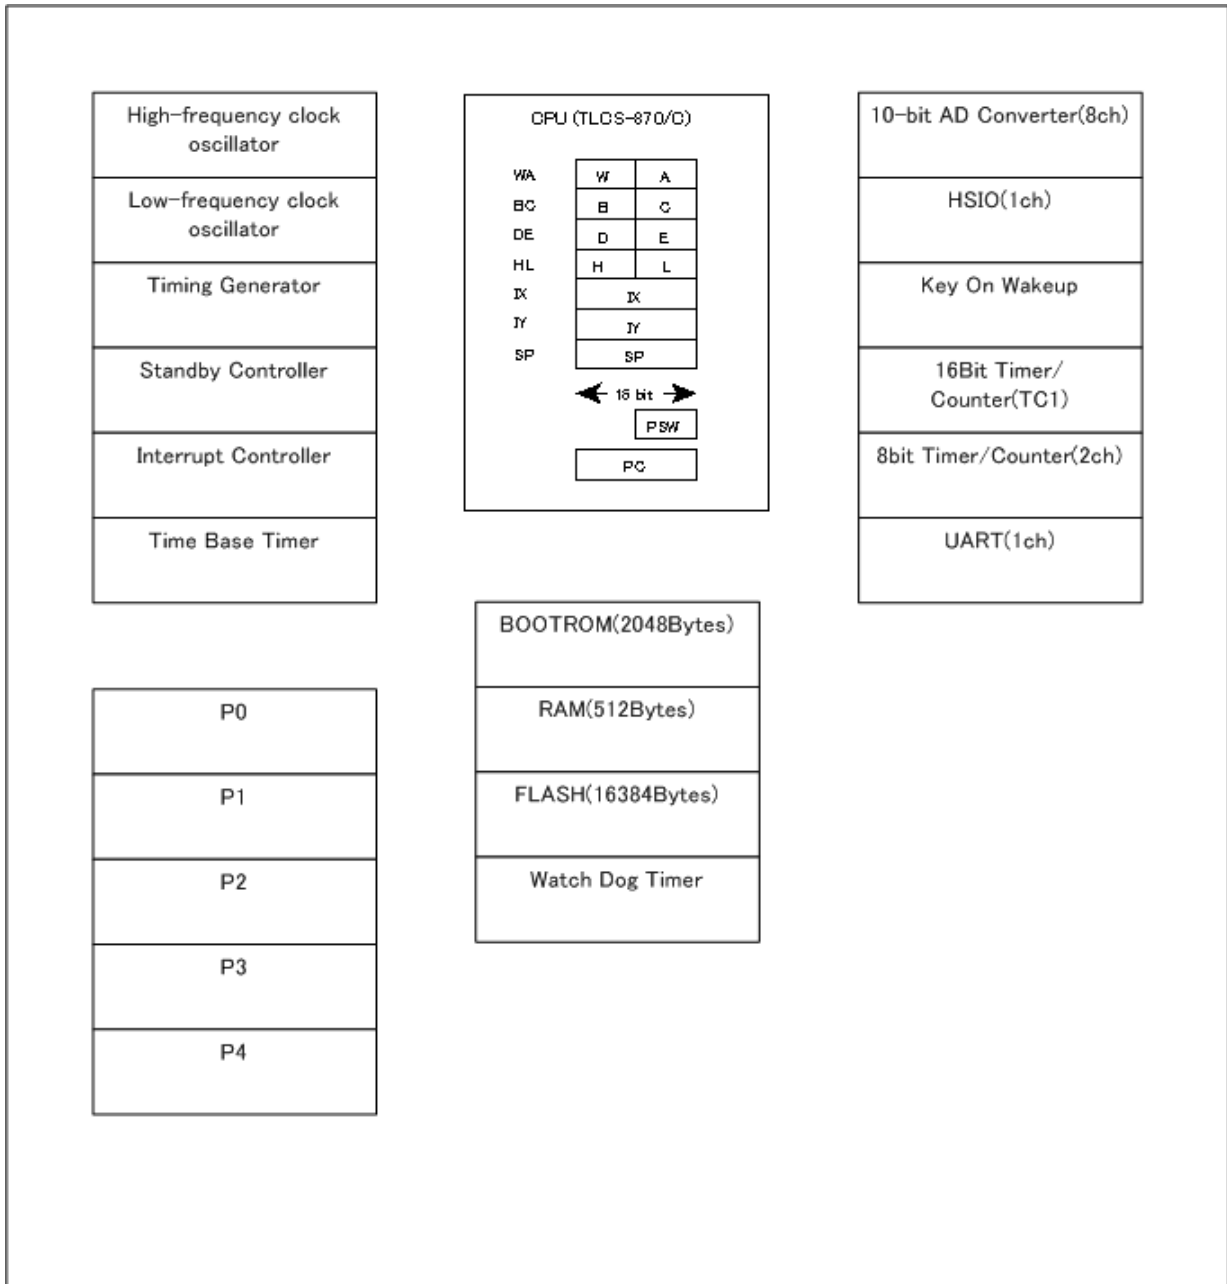 High-frequency clock
oscillator
Low-frequency clock
oscillator
Timing Generator
Standby Controller
Interrupt Controller
Time Base Timer
P0
P1
P2
P3
P4
CPU (TLCS-870/C)
WA W A
BC B C
DE D E
HL H L
IX IX
IY IY
SP SP
16 bit
PSW
PC
BOOTROM(2048Bytes)
RAM(512Bytes)
FLASH(16384Bytes)
Watch Dog Timer
10-bit AD Converter(8ch)
HSIO(1ch)
Key On Wakeup
16Bit Timer/
Counter(TC1)
8bit Timer/Counter(2ch)
UART(1ch)